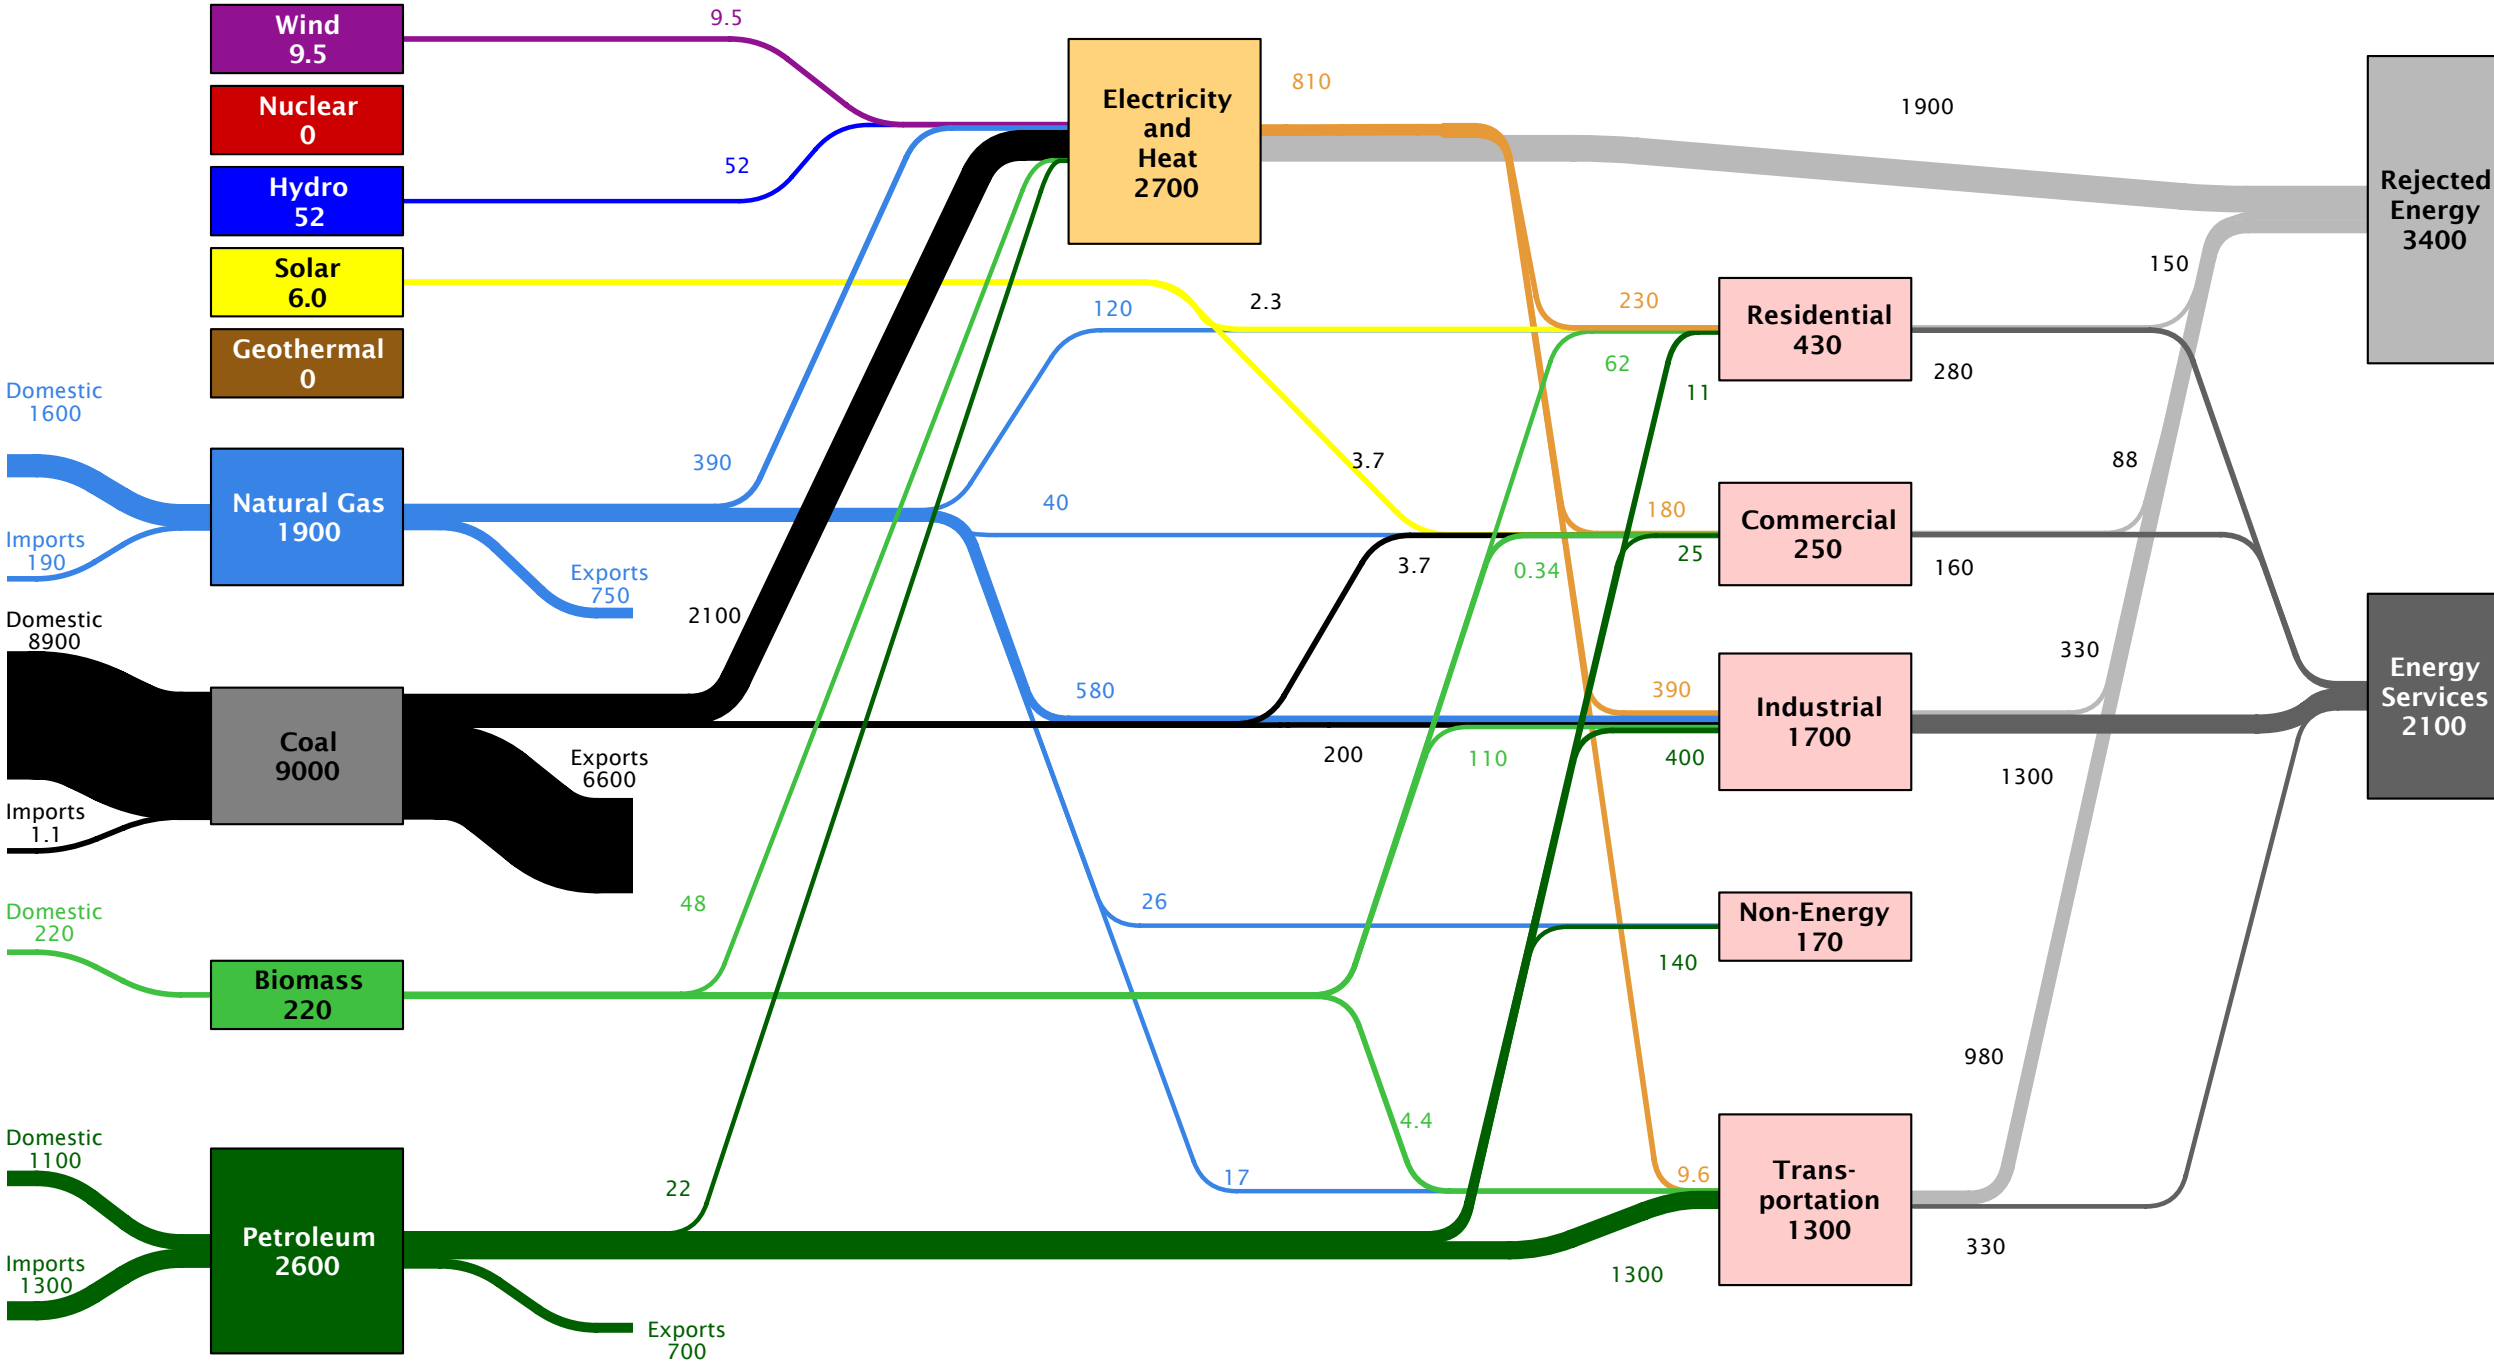 Wind
9.5
Nuclear
0
Hydro
52
Solar
6.0
Geothermal
0
Domestic
1600
Natural Gas
1900
Imports
190
Exports
750
Domestic
8900
Coal
9000
Imports
1.1
Exports
6600
Domestic
220
Biomass
220
Domestic
1100
Petroleum
2600
Imports
1300
Exports
700
9.5
52
390
2100
48
22
Electricity
and
Heat
2700
810
120
2.3
3.7
40
3.7
580
200
26
17
4.4
110
0.34
62
230
11
180
25
390
400
140
9.6
1300
Residential
430
Commercial
250
Industrial
1700
Non-Energy
170
Trans-
portation
1300
1900
150
280
88
160
330
1300
980
330
Rejected
Energy
3400
Energy
Services
2100